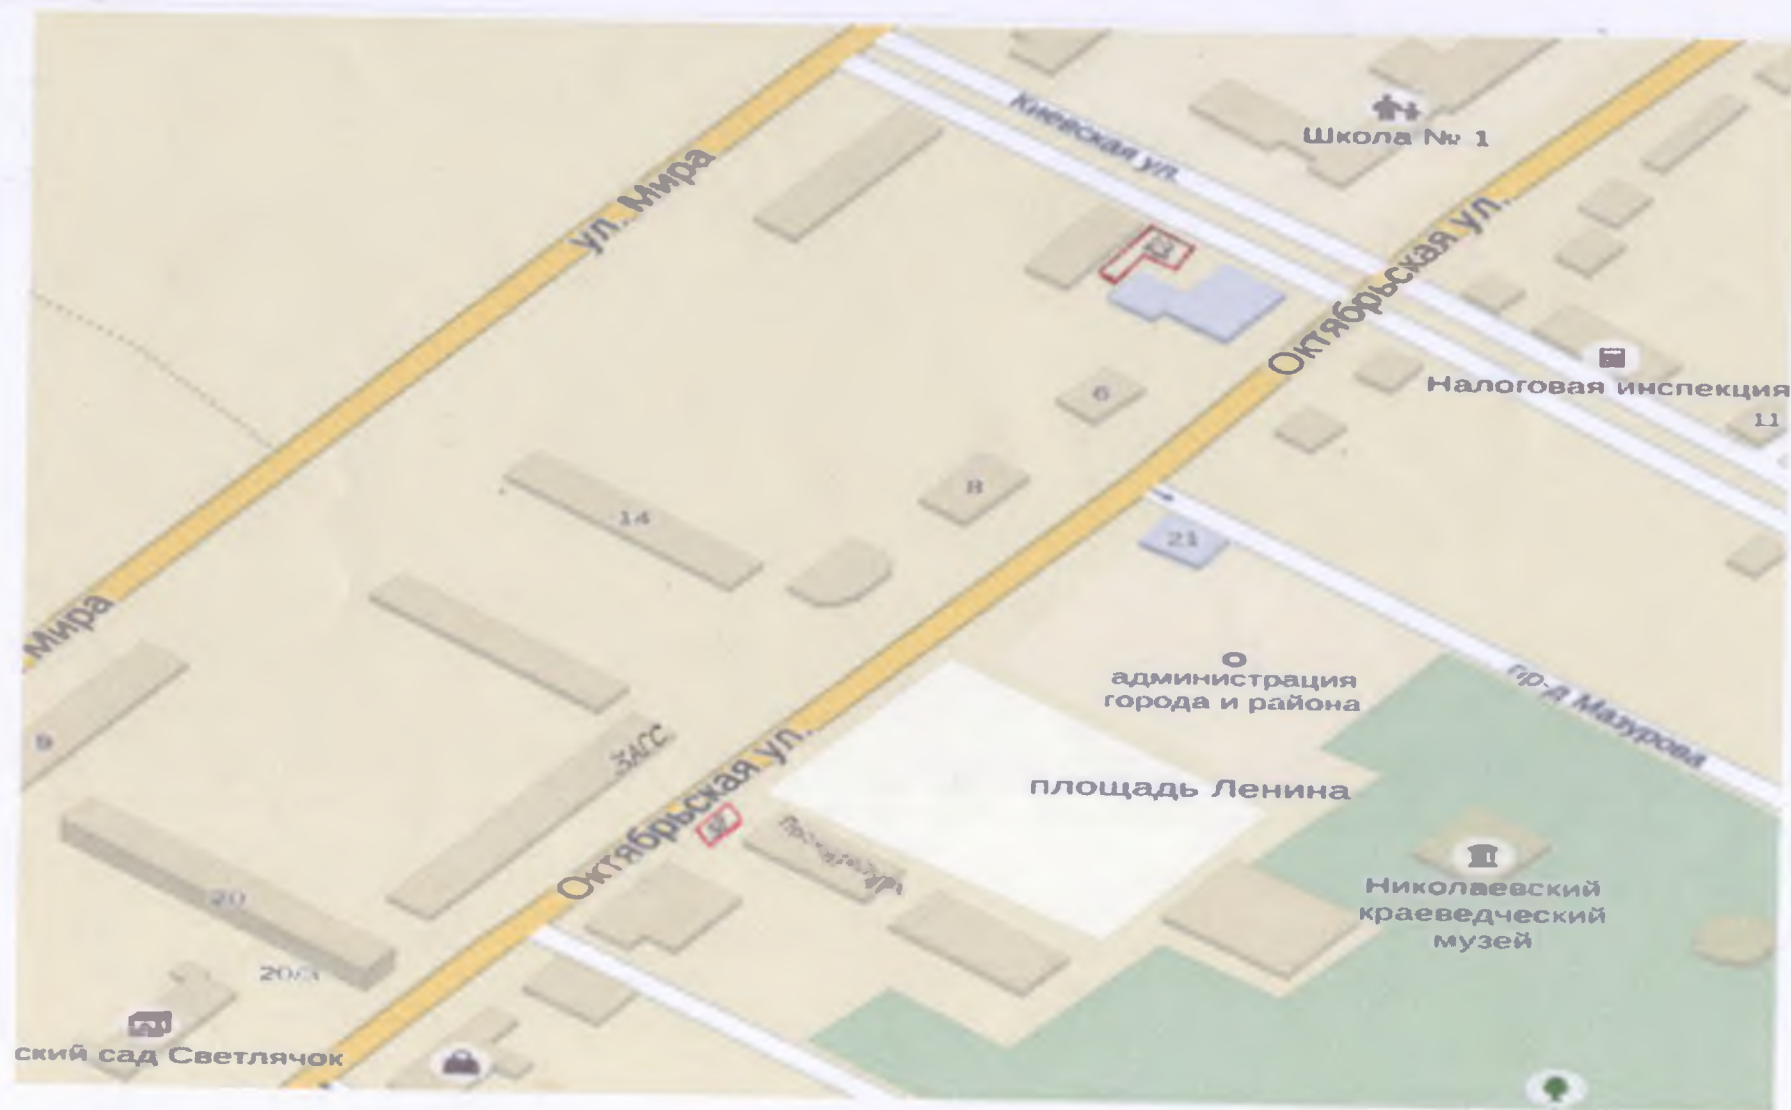 Киевская ул.
Школа № 1
ул. Мира
Октябрьская ул.
Налоговая инспекция
11
6
8
14
21
Мира
администрация
города и района
пр-д Мазурова
9
ЗАГС
Октябрьская ул.
площадь Ленина
20
Николаевский
краеведческий
музей
ский сад Светлячок